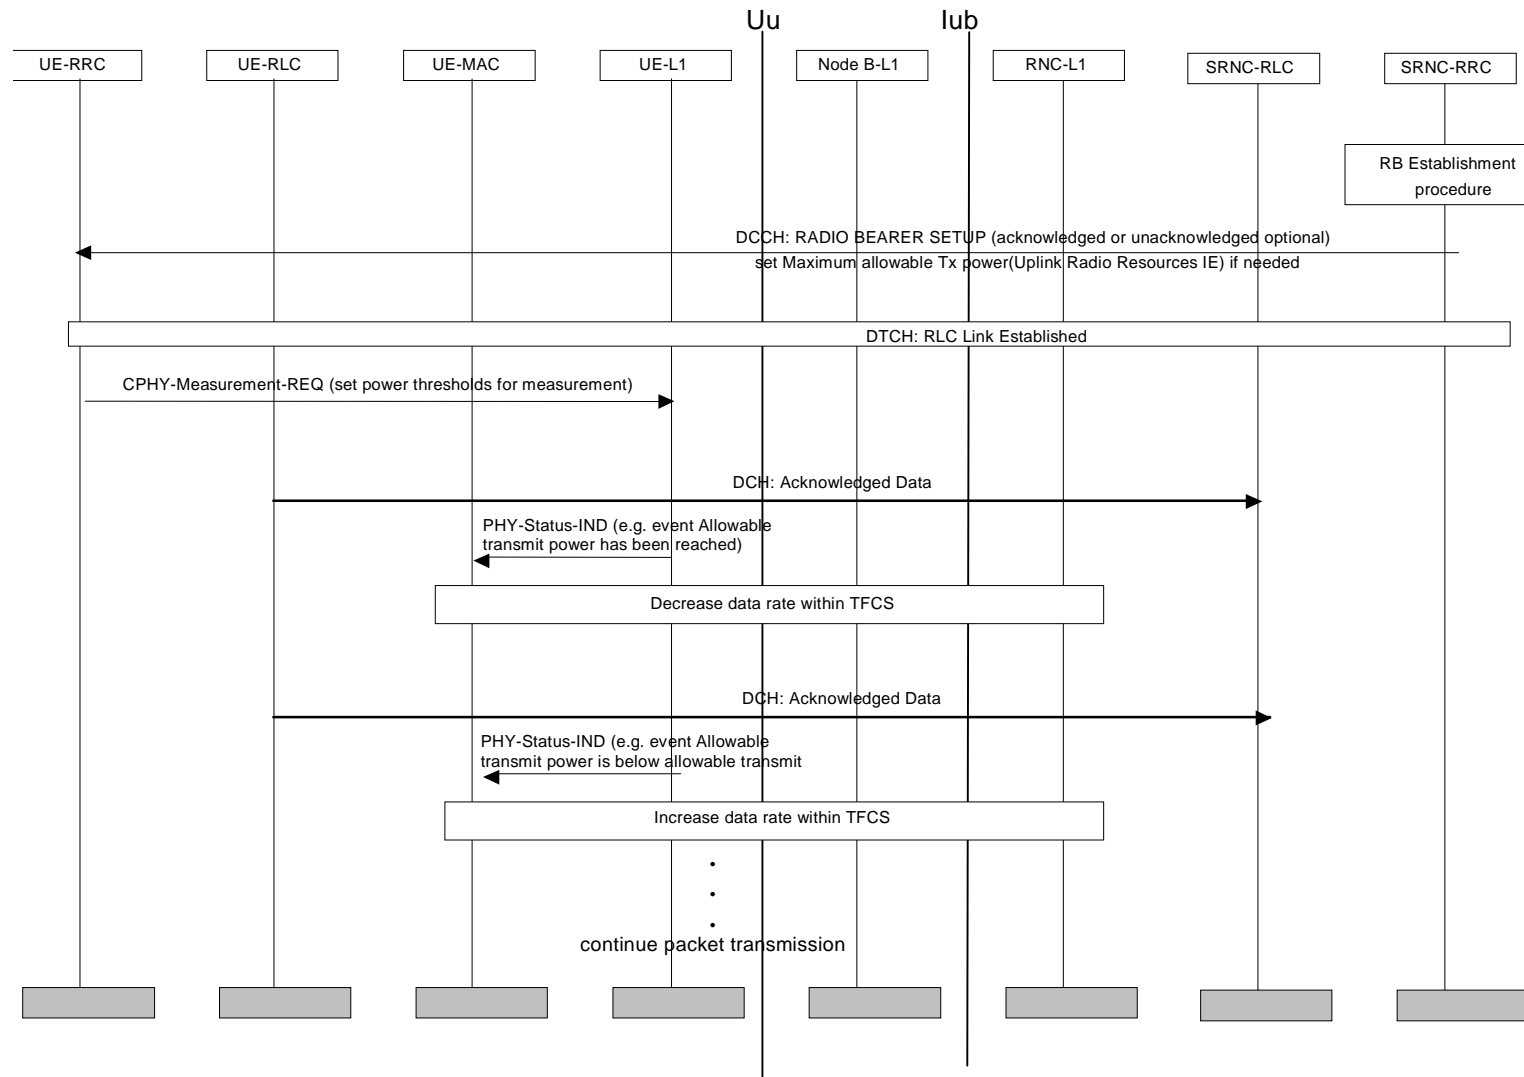 Uu
Iub
UE-RRC
UE-RLC
UE-MAC
UE-L1
Node B-L1
RNC-L1
SRNC-RLC
SRNC-RRC
RB Establishment
procedure
DCCH: RADIO BEARER SETUP (acknowledged or unacknowledged optional)
set Maximum allowable Tx power(Uplink Radio Resources IE) if needed
DTCH: RLC Link Established
CPHY-Measurement-REQ (set power thresholds for measurement)
DCH: Acknowledged Data
PHY-Status-IND (e.g. event Allowable
transmit power has been reached)
Decrease data rate within TFCS
DCH: Acknowledged Data
PHY-Status-IND (e.g. event Allowable
transmit power is below allowable transmit
Increase data rate within TFCS
.
.
.
continue packet transmission